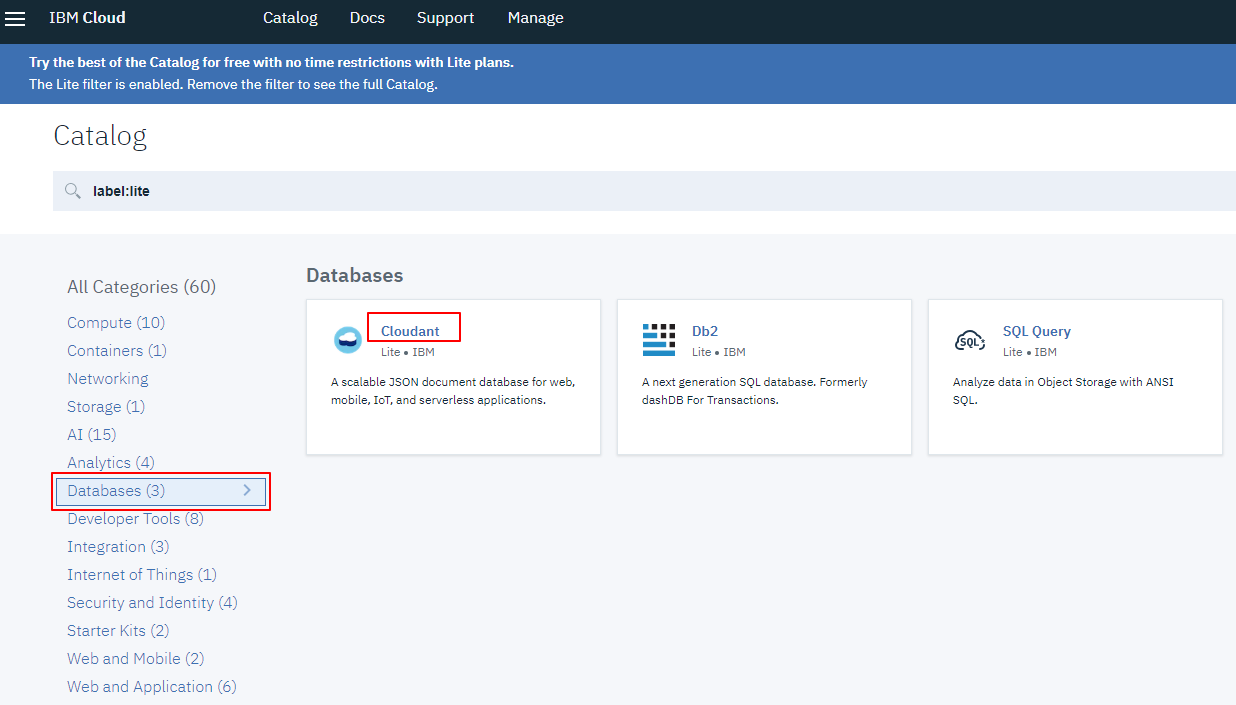 IBM Cloud Catalog Docs Support Manage
Try the best of the Catalog for free with no time restrictions with Lite plans.
The Lite filter is enabled. Remove the filter to see the full Catalog.
Catalog
label:lite
All Categories (60)
Compute (10)
Containers (1)
Networking
Storage (1)
AI (15)
Analytics (4)
Databases (3)
Developer Tools (8)
Integration (3)
Internet of Things (1)
Security and Identity (4)
Starter Kits (2)
Web and Mobile (2)
Web and Application (6)
Databases
Cloudant
Lite • IBM
A scalable JSON document database for web,
mobile, IoT, and serverless applications.
Db2
Lite • IBM
A next generation SQL database. Formerly
dashDB For Transactions.
SQL
SQL Query
Lite • IBM
Analyze data in Object Storage with ANSI
SQL.